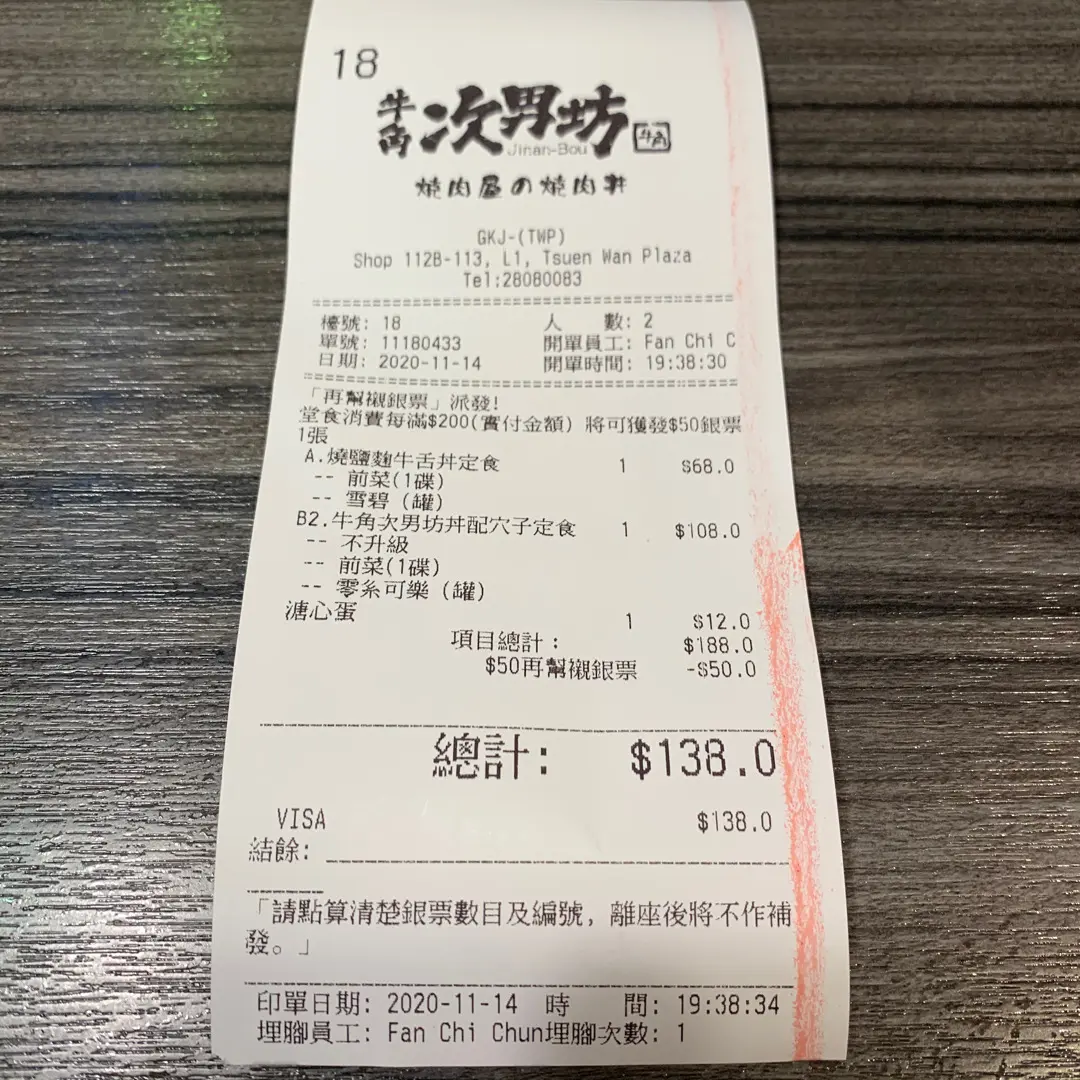 18
牛角 次男坊 牛角
Jinan-Bou
燒肉屋の燒肉丼
GKJ-(TWP)
Shop 112B-113, L1, Tsuen Wan Plaza
Tel:28080083
檯號: 18 人 數: 2
單號: 11180433 開單員工: Fan Chi C
日期: 2020-11-14 開單時間: 19:38:30
「再幫襯銀票」派發!
堂食消費每滿$200(實付金額) 將可獲發$50銀票
1張
A.燒鹽麴牛舌丼定食 1 $68.0
-- 前菜(1碟)
-- 雪碧 (罐)
B2.牛角次男坊丼配穴子定食 1 $108.0
-- 不升級
-- 前菜(1碟)
-- 零系可樂 (罐)
溏心蛋 1 $12.0
項目總計: $188.0
$50再幫襯銀票 -$50.0
總計: $138.0
VISA $138.0
結餘:
「請點算清楚銀票數目及編號, 離座後將不作補
發。」
印單日期: 2020-11-14 時 間: 19:38:34
埋腳員工: Fan Chi Chun埋腳次數: 1